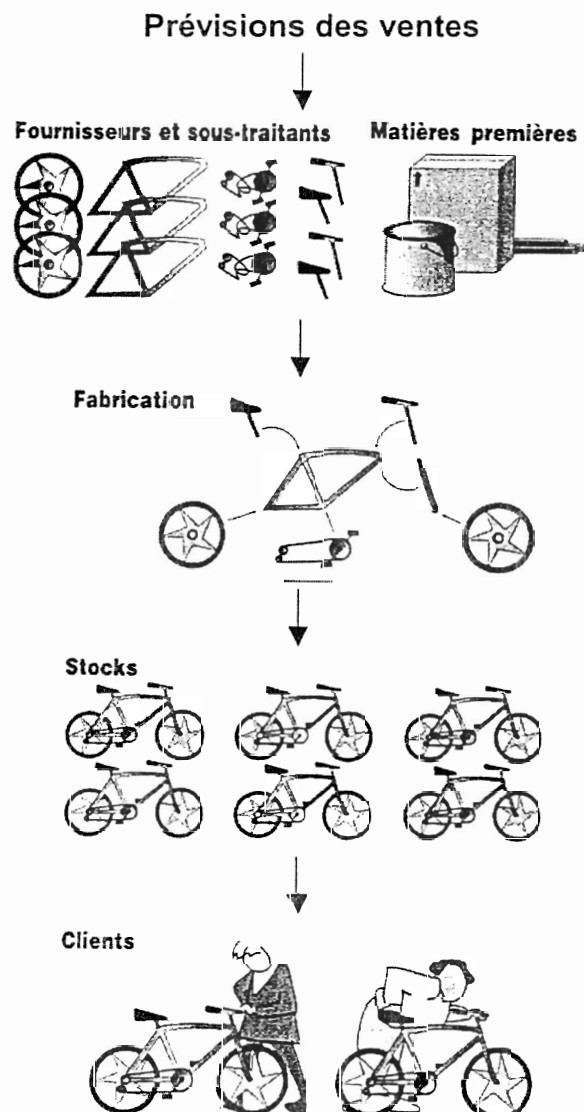 Prévisions des ventes
Fournisseurs et sous-traitants
Matières premières
Fabrication
Stocks
Clients